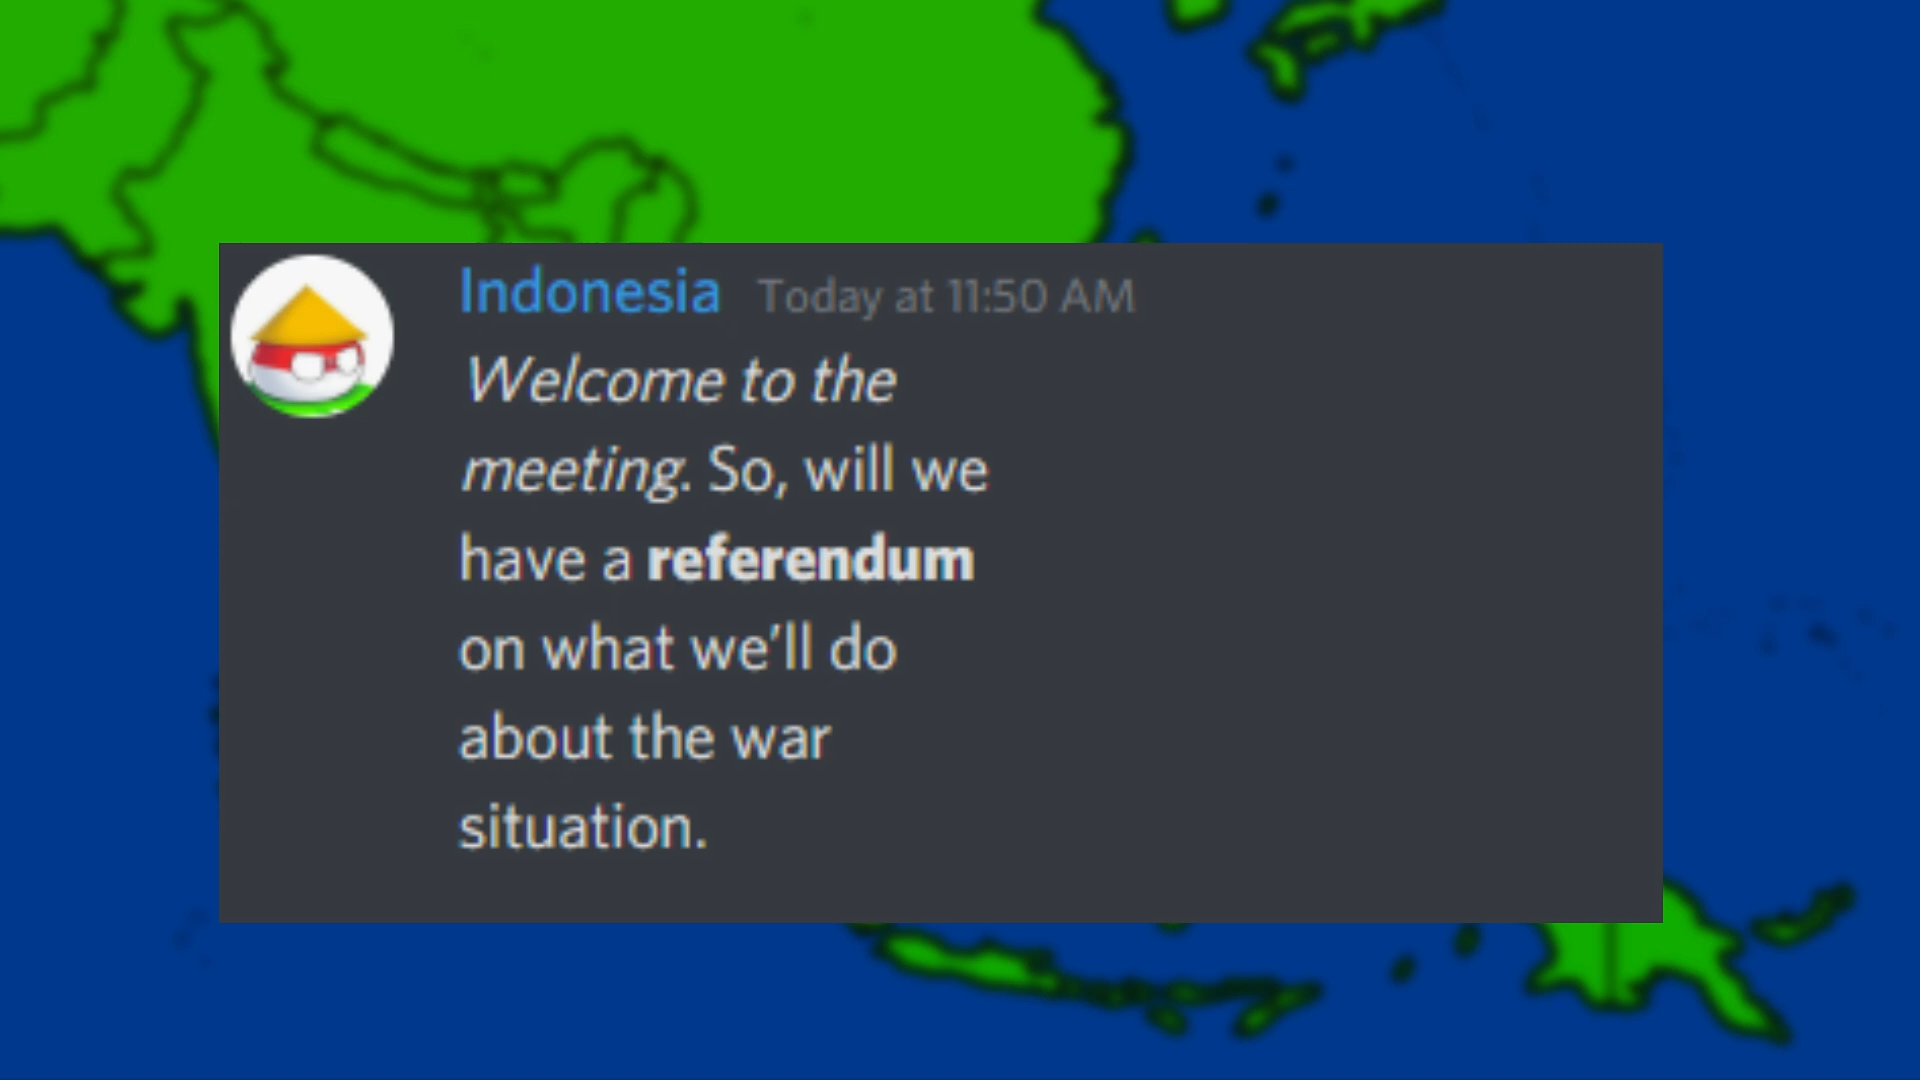 Indonesia Today at 11:50 AM
Welcome to the
meeting. So, will we
have a referendum
on what we'll do
about the war
situation.